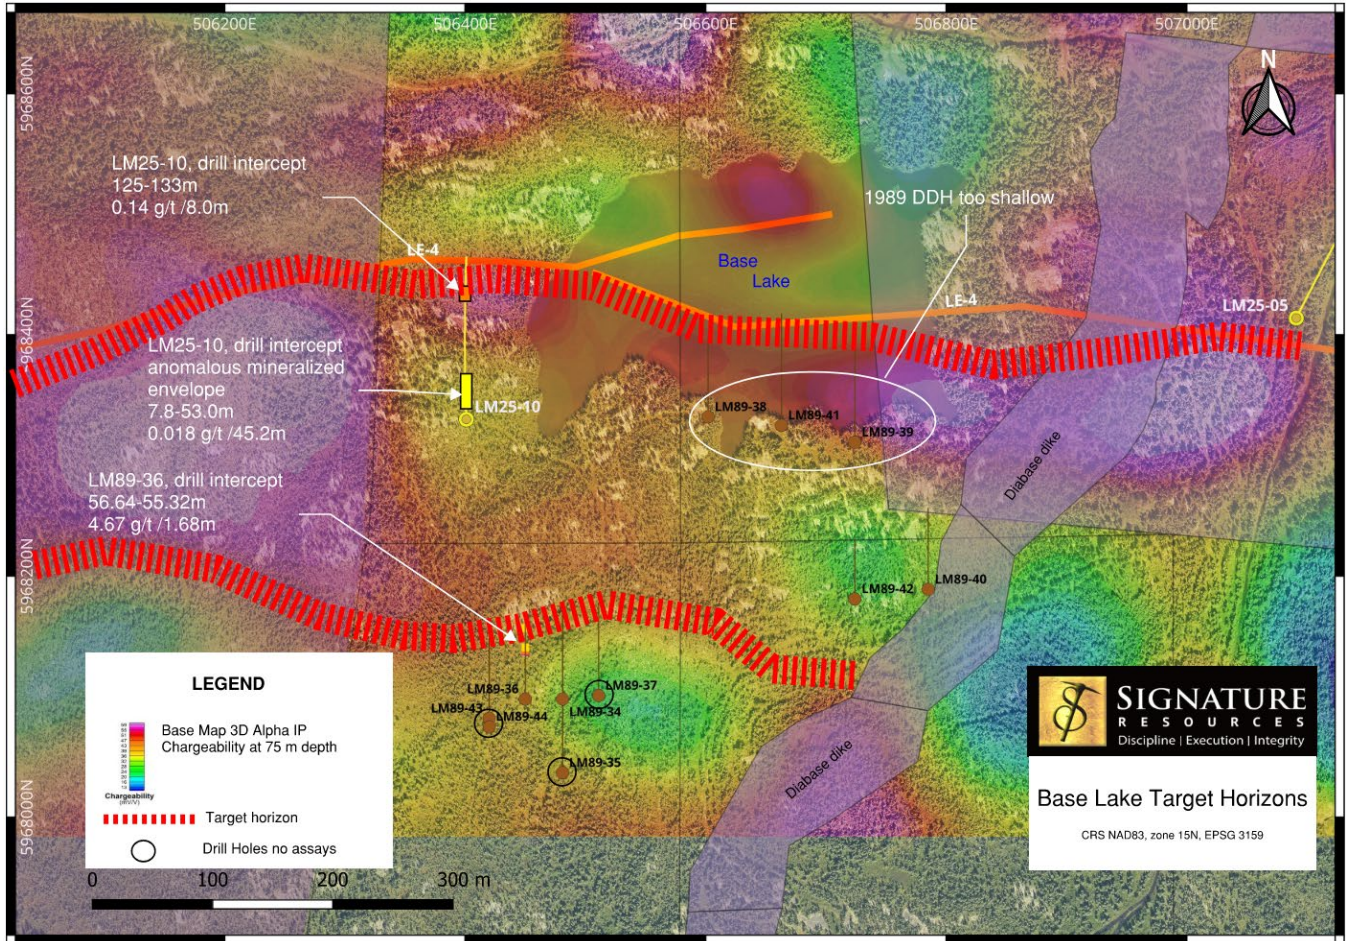 506200E
506400E
506600E
506800E
507000E
5968600N
5968400N
5968200N
5968000N
N
LM25-10, drill intercept
125-133m
0.14 g/t /8.0m
1989 DDH too shallow
LE-4
Base
Lake
LE-4
LM25-05
LM25-10, drill intercept
anomalous mineralized
envelope
7.8-53.0m
0.018 g/t /45.2m
LM25-10
LM89-38
LM89-41
LM89-39
Diabase dike
LM89-36, drill intercept
56.64-55.32m
4.67 g/t /1.68m
LM89-42
LM89-40
LM89-36
LM89-37
LM89-43
LM89-44
LM89-34
LM89-35
Diabase dike
LEGEND
Base Map 3D Alpha IP
Chargeability at 75 m depth
Chargeability
(mV/V)
Target horizon
Drill Holes no assays
0 100 200 300 m
SIGNATURE
RESOURCES
Discipline | Execution | Integrity
Base Lake Target Horizons
CRS NAD83, zone 15N, EPSG 3159